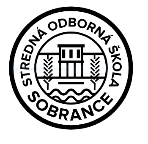 STREDNÁ ODBORNÁ ŠKOLA
SOBRANCE